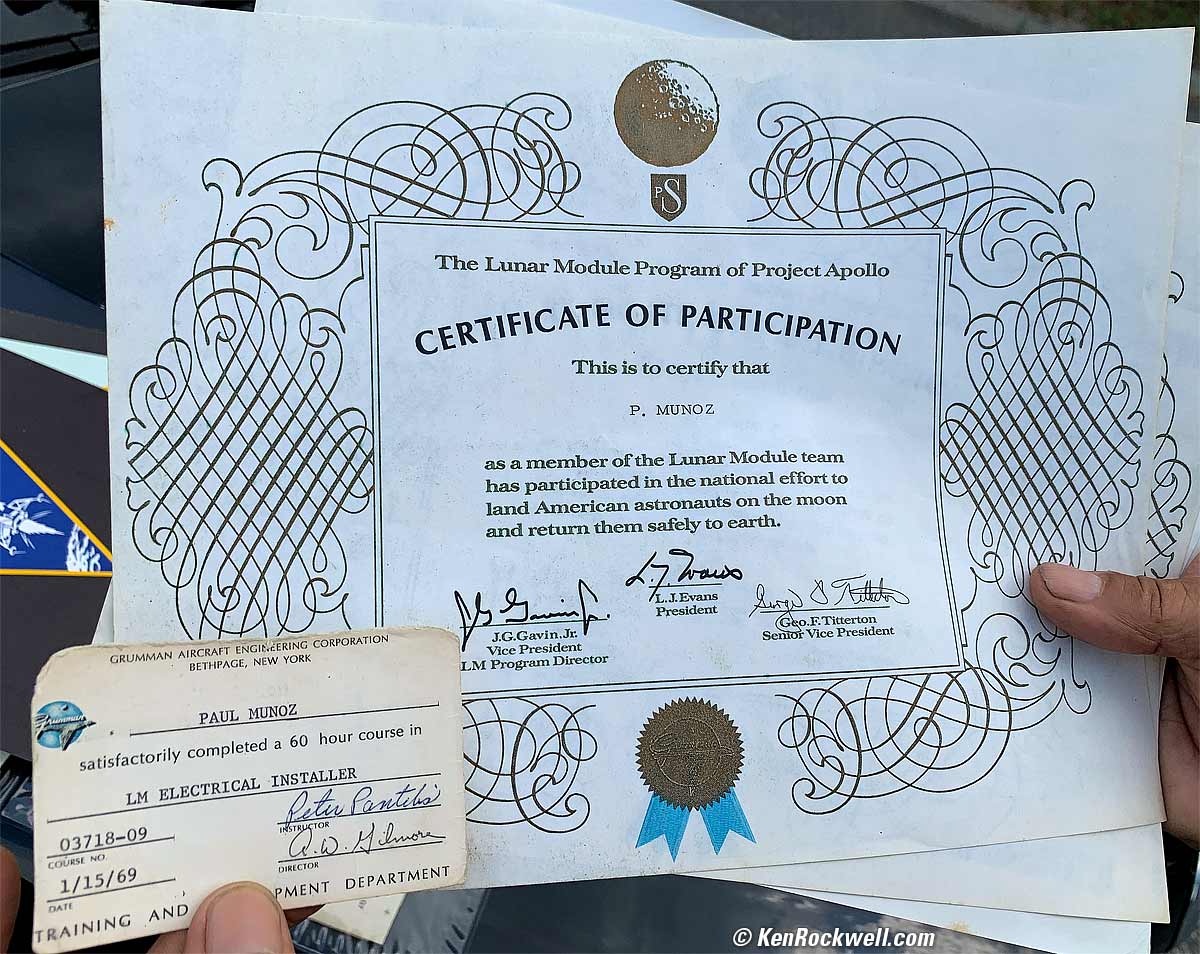 PS
The Lunar Module Program of Project Apollo
CERTIFICATE OF PARTICIPATION
This is to certify that
P. MUNOZ
as a member of the Lunar Module team
has participated in the national effort to
land American astronauts on the moon
and return them safely to earth.
J.G. Gavin, Jr.
Vice President
LM Program Director
L.J. Evans
President
Geo. F. Titterton
Senior Vice President
Grumman
GRUMMAN AIRCRAFT ENGINEERING CORPORATION
BETHPAGE, NEW YORK
Grumman
PAUL MUNOZ
satisfactorily completed a 60 hour course in
LM ELECTRICAL INSTALLER
Peter Pantelis
INSTRUCTOR
03718-09
COURSE NO.
W. Gilmore
DIRECTOR
1/15/69
DATE
TRAINING AND PMENT DEPARTMENT
© KenRockwell.com